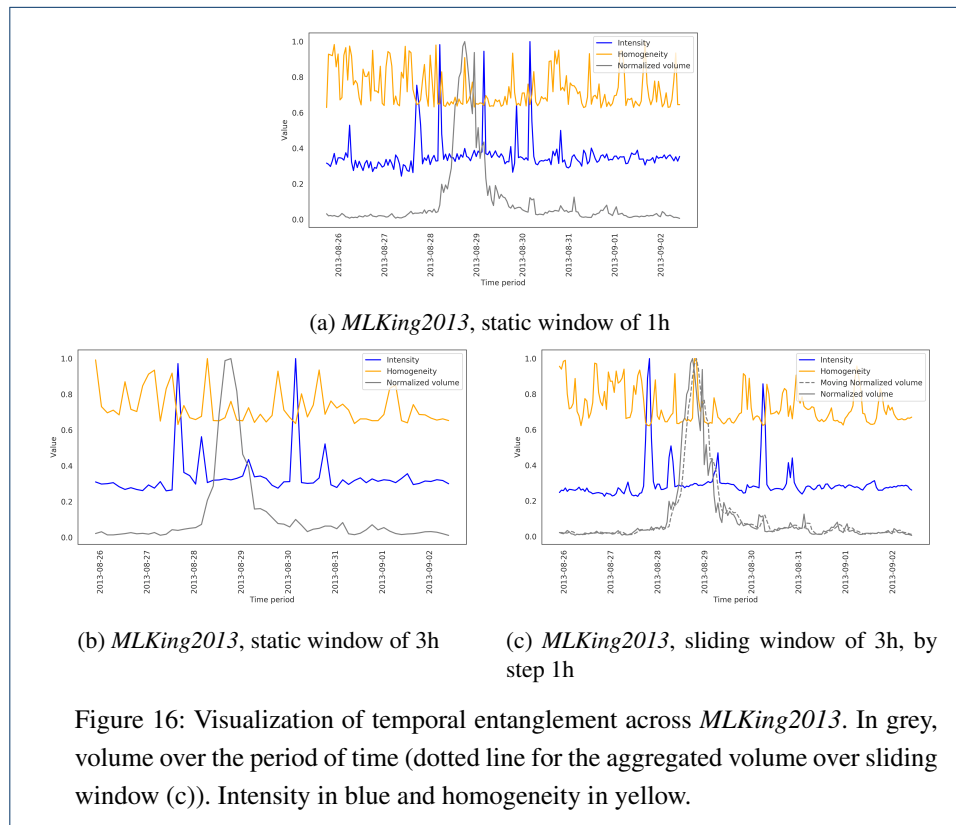 1.0
0.8
0.6
0.4
0.2
0.0
Value
Intensity
Homogeneity
Normalized volume
2013-08-26
2013-08-27
2013-08-28
2013-08-29
2013-08-30
2013-08-31
2013-09-01
2013-09-02
Time period
(a) MLKing2013, static window of 1h
1.0
0.8
0.6
0.4
0.2
0.0
Value
Intensity
Homogeneity
Normalized volume
2013-08-26
2013-08-27
2013-08-28
2013-08-29
2013-08-30
2013-08-31
2013-09-01
2013-09-02
Time period
(b) MLKing2013, static window of 3h
1.0
0.8
0.6
0.4
0.2
0.0
Value
Intensity
Homogeneity
Moving Normalized volume
Normalized volume
2013-08-26
2013-08-27
2013-08-28
2013-08-29
2013-08-30
2013-08-31
2013-09-01
2013-09-02
Time period
(c) MLKing2013, sliding window of 3h, by
step 1h
Figure 16: Visualization of temporal entanglement across MLKing2013. In grey,
volume over the period of time (dotted line for the aggregated volume over sliding
window (c)). Intensity in blue and homogeneity in yellow.